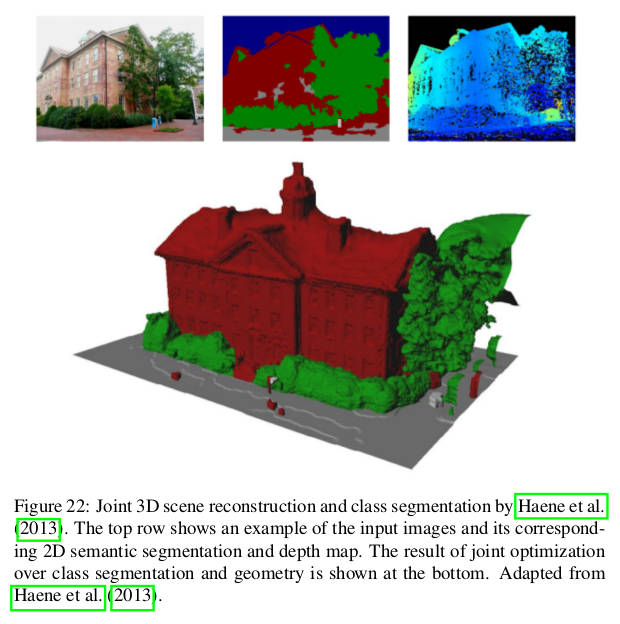 Figure 22: Joint 3D scene reconstruction and class segmentation by Haene et al.
(2013). The top row shows an example of the input images and its correspond-
ing 2D semantic segmentation and depth map. The result of joint optimization
over class segmentation and geometry is shown at the bottom. Adapted from
Haene et al. (2013).